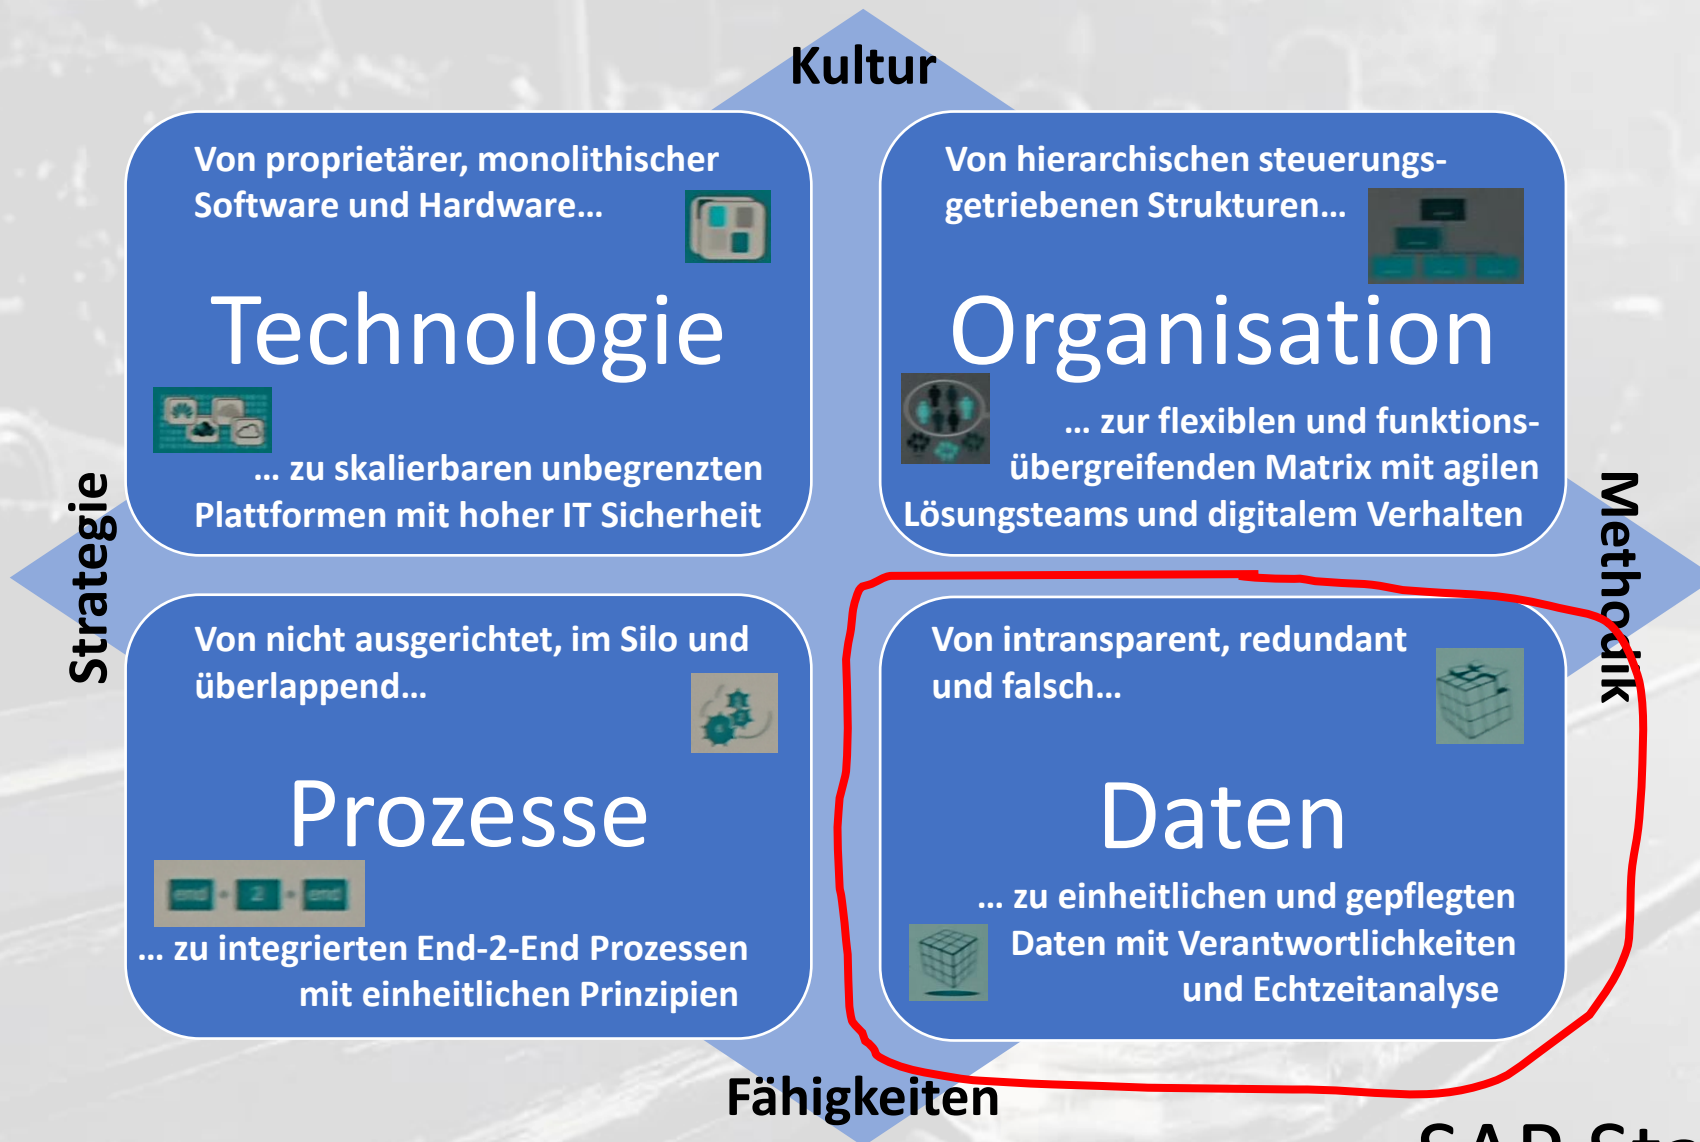 Kultur
Von proprietärer, monolithischer
Software und Hardware...
Technologie
... zu skalierbaren unbegrenzten
Plattformen mit hoher IT Sicherheit
Von hierarchischen steuerungs-
getriebenen Strukturen...
Organisation
... zur flexiblen und funktions-
übergreifenden Matrix mit agilen
Lösungsteams und digitalem Verhalten
Strategie
Methodik
Von nicht ausgerichtet, im Silo und
überlappend...
Prozesse
end 2 end
... zu integrierten End-2-End Prozessen
mit einheitlichen Prinzipien
Von intransparent, redundant
und falsch...
Daten
... zu einheitlichen und gepflegten
Daten mit Verantwortlichkeiten
und Echtzeitanalyse
Fähigkeiten